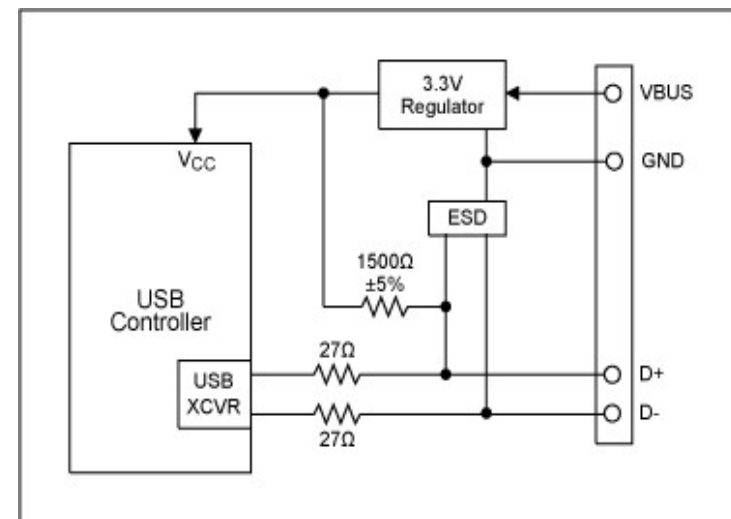 3.3V
Regulator
VBUS
GND
VCC
ESD
1500Ω
±5%
USB
Controller
27Ω
USB
XCVR
D+
D-
27Ω